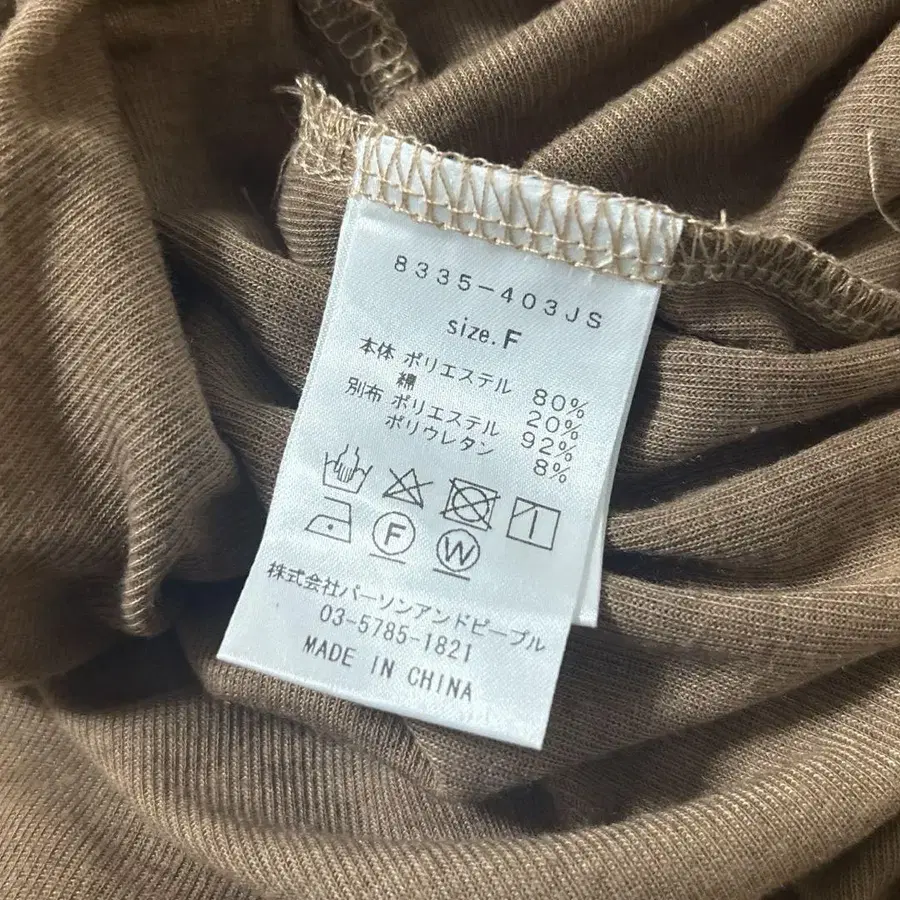 8335-403JS
size.F
本体 ポリエステル 80%
綿 20%
別布 ポリエステル 92%
ポリウレタン 8%
F W
株式会社パーソンアンドピープル
03-5785-1821
MADE IN CHINA